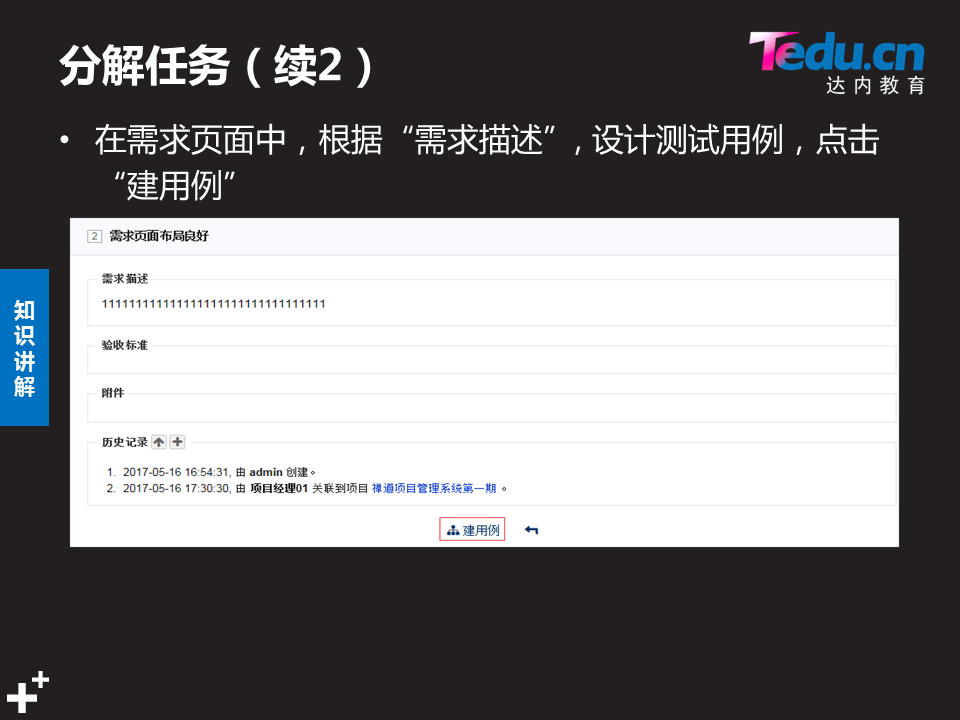 分解任务（续2）
Tedu.cn
达内教育
• 在需求页面中，根据“需求描述”，设计测试用例，点击
“建用例”
2 需求页面布局良好
需求描述
111111111111111111111111111111111
验收标准
附件
历史记录
1. 2017-05-16 16:54:31, 由 admin 创建。
2. 2017-05-16 17:30:30, 由 项目经理01 关联到项目 禅道项目管理系统第一期 。
建用例
知
识
讲
解